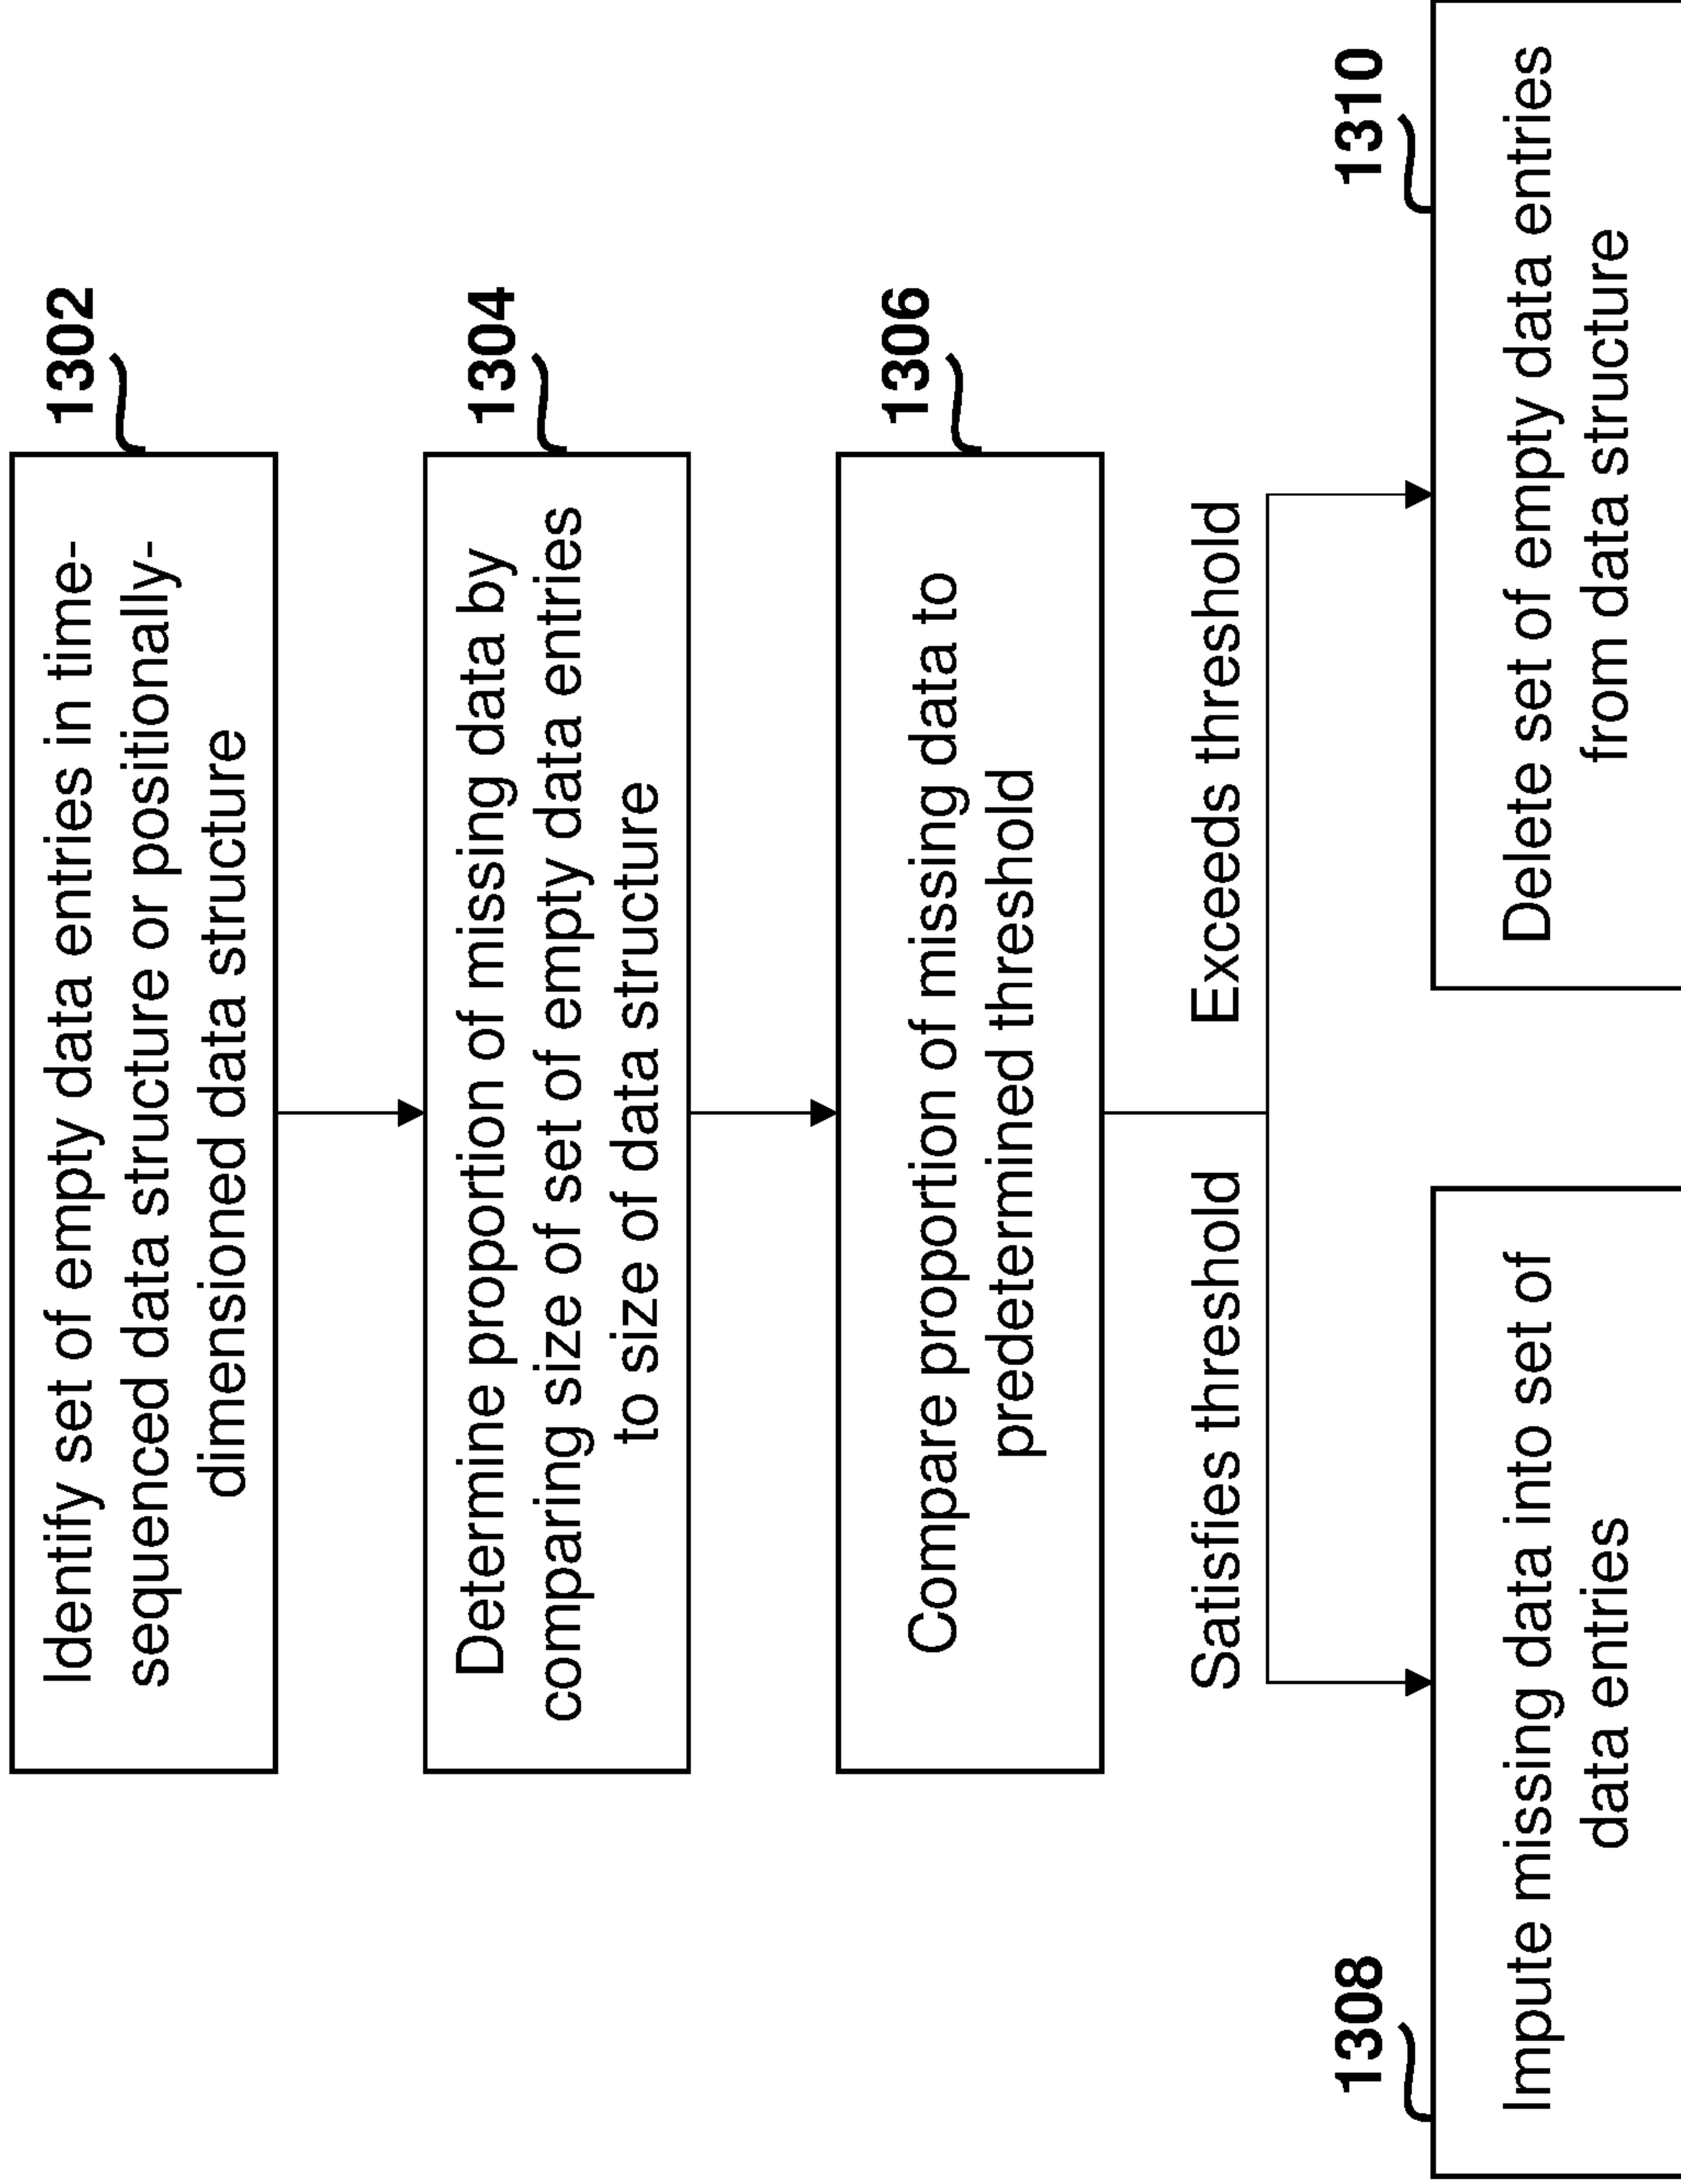 Identify set of empty data entries in time-
sequenced data structure or positionally-
dimensioned data structure
1302
Determine proportion of missing data by
comparing size of set of empty data entries
to size of data structure
1304
Compare proportion of missing data to
predetermined threshold
1306
Satisfies threshold
Exceeds threshold
1308
Impute missing data into set of
data entries
1310
Delete set of empty data entries
from data structure